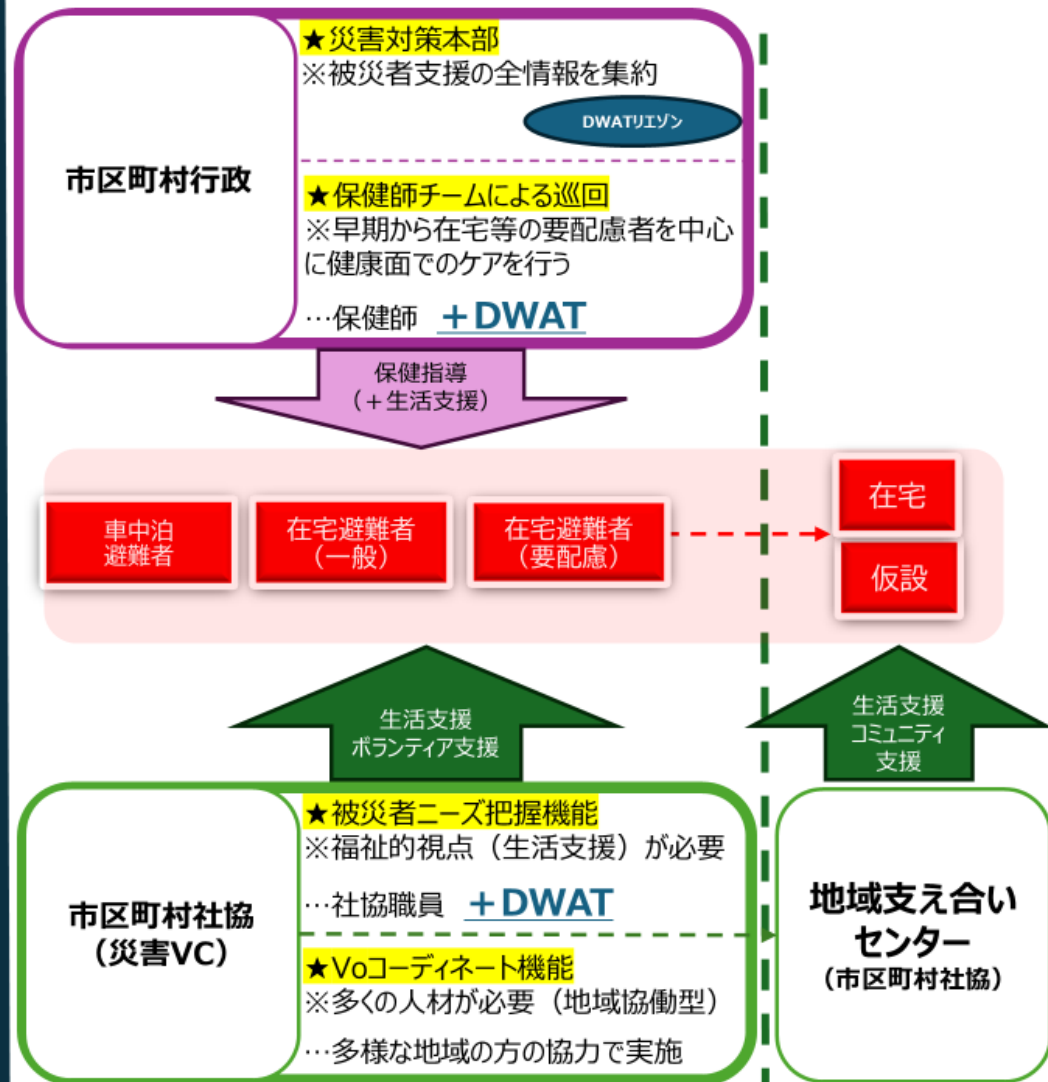 ★災害対策本部
※被災者支援の全情報を集約
DWATリエゾン
市区町村行政
★保健師チームによる巡回
※早期から在宅等の要配慮者を中心
に健康面でのケアを行う
…保健師 +DWAT
保健指導
（+生活支援）
車中泊
避難者
在宅避難者
（一般）
在宅避難者
（要配慮）
在宅
仮設
生活支援
ボランティア支援
生活支援
コミュニティ
支援
市区町村社協
（災害VC）
★被災者ニーズ把握機能
※福祉的視点（生活支援）が必要
…社協職員 +DWAT
★Voコーディネート機能
※多くの人材が必要（地域協働型）
…多様な地域の方の協力で実施
地域支え合い
センター
（市区町村社協）